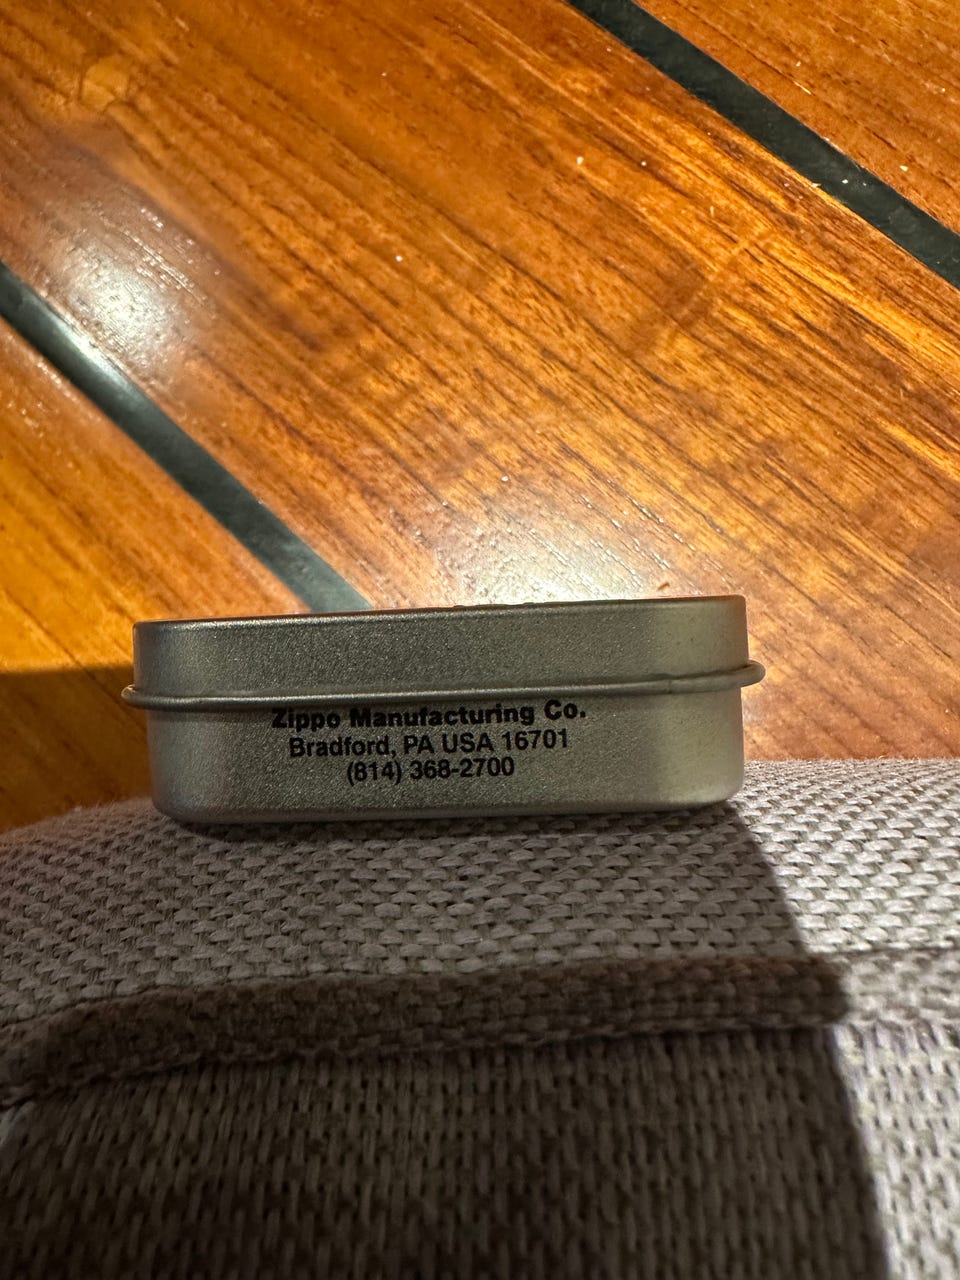 Zippo Manufacturing Co.
Bradford, PA USA 16701
(814) 368-2700